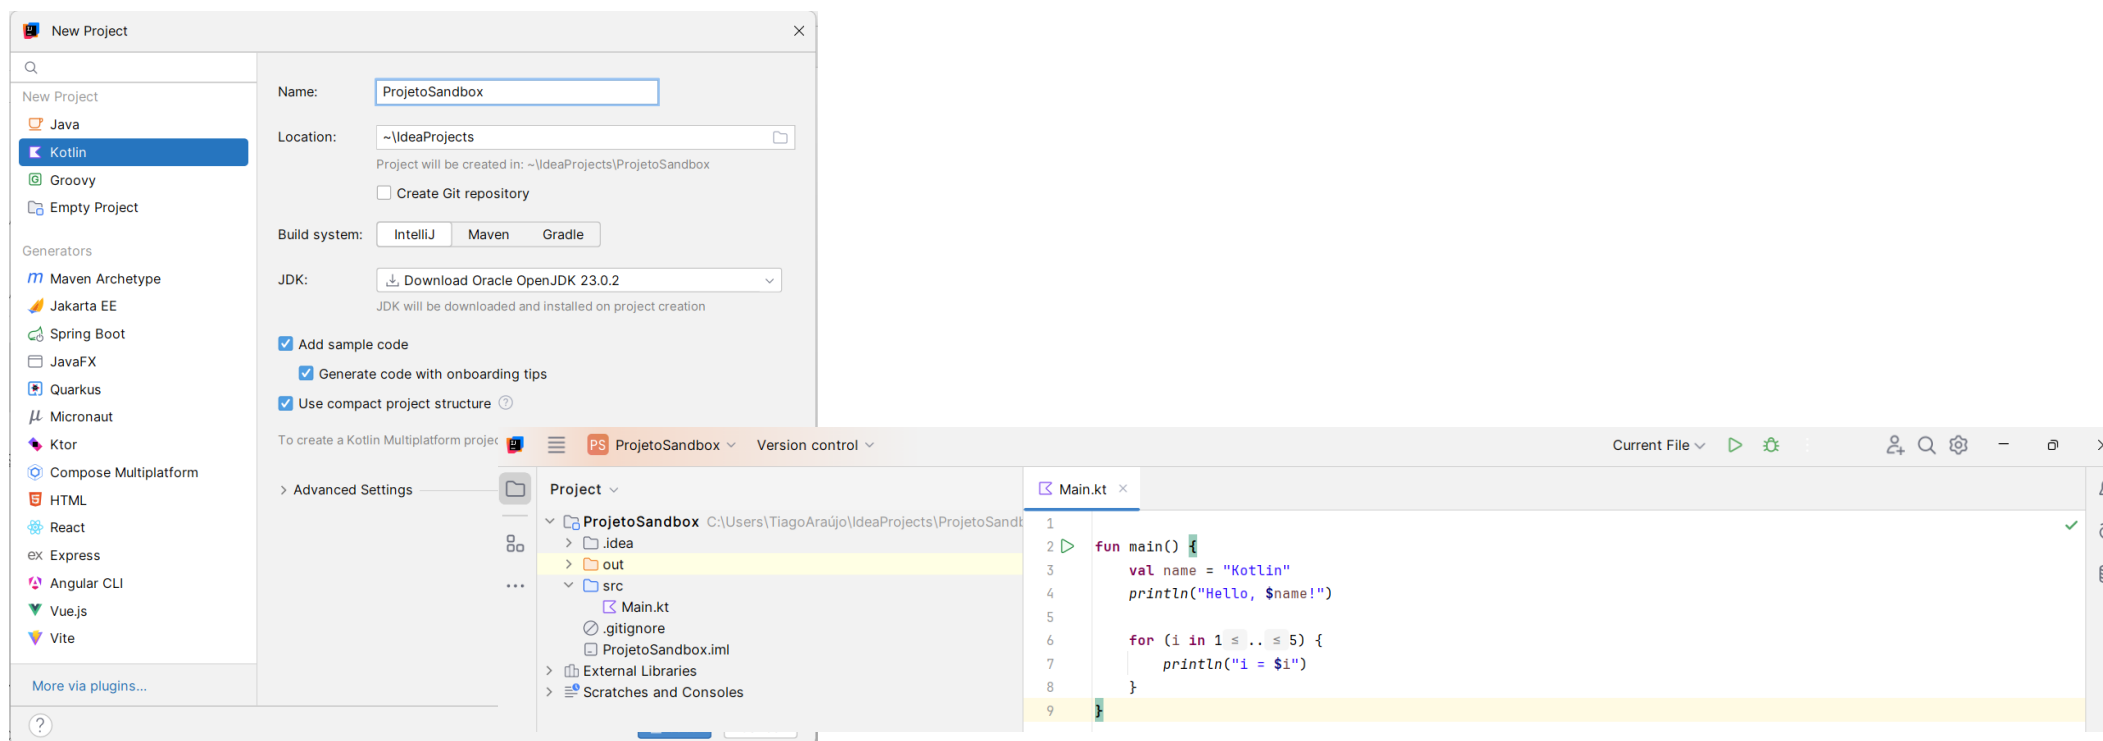 New Project
New Project
Java
Kotlin
Groovy
Empty Project
Generators
Maven Archetype
Jakarta EE
Spring Boot
JavaFX
Quarkus
Micronaut
Ktor
Compose Multiplatform
HTML
React
ex Express
Angular CLI
Vue.js
Vite
More via plugins...
?
Name: ProjetoSandbox
Location: ~\IdeaProjects
Project will be created in: ~\IdeaProjects\ProjetoSandbox
Create Git repository
Build system: IntelliJ Maven Gradle
JDK: Download Oracle OpenJDK 23.0.2
JDK will be downloaded and installed on project creation
Add sample code
Generate code with onboarding tips
Use compact project structure ?
To create a Kotlin Multiplatform projec
Advanced Settings
PS ProjetoSandbox Version control Current File
Project
ProjetoSandbox C:\Users\TiagoAraújo\IdeaProjects\ProjetoSandb
.idea
out
src
Main.kt
.gitignore
ProjetoSandbox.iml
External Libraries
Scratches and Consoles
Main.kt
1
2 fun main() {
3 val name = "Kotlin"
4 println("Hello, $name!")
5
6 for (i in 1 ≤ .. ≤ 5) {
7 println("i = $i")
8 }
9 }